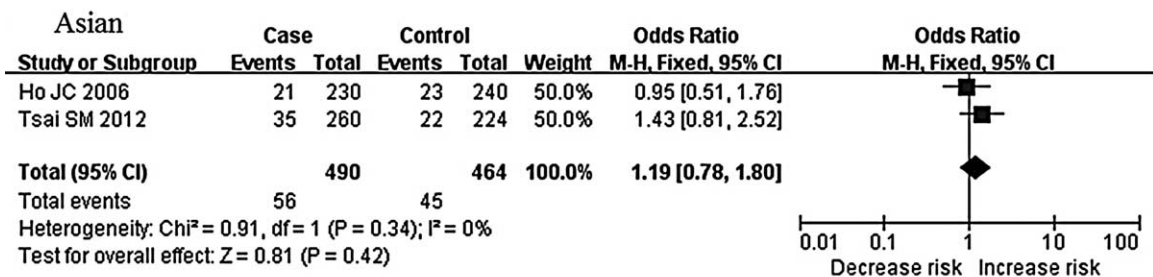 Asian
Case Control Odds Ratio Odds Ratio
Study or Subgroup Events Total Events Total Weight M-H, Fixed, 95% CI M-H, Fixed, 95% CI
Ho JC 2006 21 230 23 240 50.0% 0.95 [0.51, 1.76]
Tsai SM 2012 35 260 22 224 50.0% 1.43 [0.81, 2.52]
Total (95% CI) 490 464 100.0% 1.19 [0.78, 1.80]
Total events 56 45
Heterogeneity: Chi² = 0.91, df = 1 (P = 0.34); I² = 0%
Test for overall effect: Z = 0.81 (P = 0.42)
0.01 0.1 1 10 100
Decrease risk Increase risk